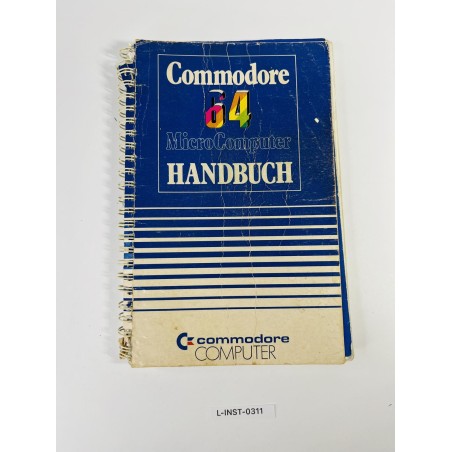 Commodore
64
MicroComputer
HANDBUCH
commodore
COMPUTER
L-INST-0311